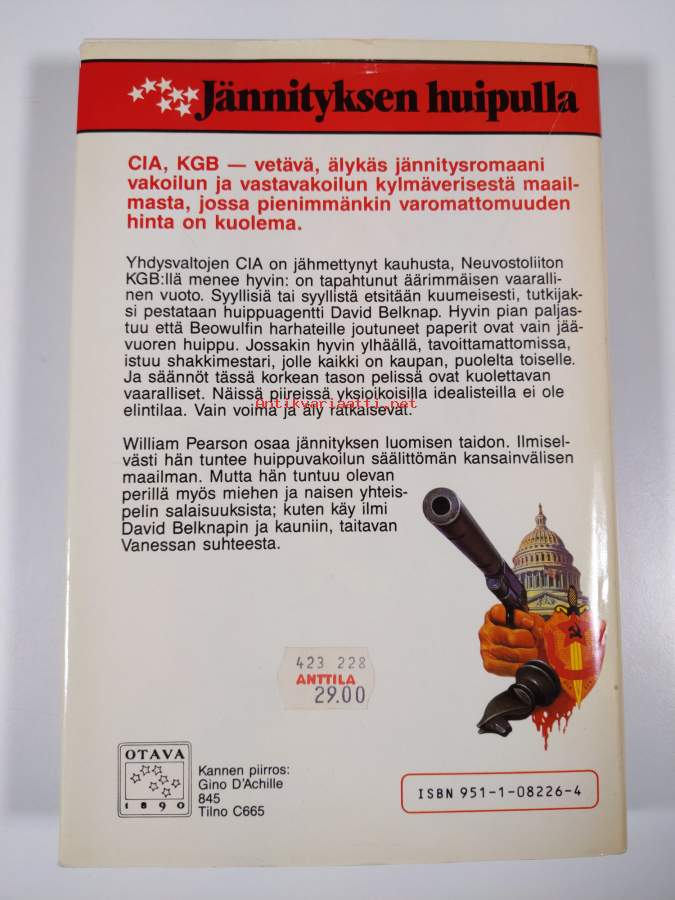 Jännityksen huipulla
CIA, KGB — vetävä, älykäs jännitysromaani
vakoilun ja vastavakoilun kylmäverisestä maail-
masta, jossa pienimmänkin varomattomuuden
hinta on kuolema.
Yhdysvaltojen CIA on jähmettynyt kauhusta, Neuvostoliiton
KGB:llä menee hyvin: on tapahtunut äärimmäisen vaaralli-
nen vuoto. Syyllisiä tai syyllistä etsitään kuumeisesti, tutkijak-
si pestataan huippuagentti David Belknap. Hyvin pian paljas-
tuu että Beowulfin harhateille joutuneet paperit ovat vain jää-
vuoren huippu. Jossakin hyvin ylhäällä, tavoittamattomissa,
istuu shakkimestari, jolle kaikki on kaupan, puolelta toiselle.
Ja säännöt tässä korkean tason pelissä ovat kuolettavan
vaaralliset. Näissä piireissä yksioikoisilla idealisteilla ei ole
elintilaa. Vain voima ja äly ratkaisevat.
Antikvariaatti.net
William Pearson osaa jännityksen luomisen taidon. Ilmisel-
västi hän tuntee huippuvakoilun säälittömän kansainvälisen
maailman. Mutta hän tuntuu olevan
perillä myös miehen ja naisen yhteis-
pelin salaisuuksista; kuten käy ilmi
David Belknapin ja kauniin, taitavan
Vanessan suhteesta.
423 228
ANTTILA
29.00
OTAVA
1890
Kannen piirros:
Gino D'Achille
845
Tilno C665
ISBN 951-1-08226-4